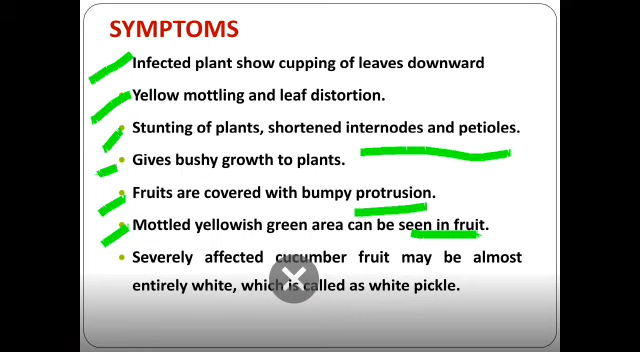 SYMPTOMS
Infected plant show cupping of leaves downward
Yellow mottling and leaf distortion.
Stunting of plants, shortened internodes and petioles.
Gives bushy growth to plants.
Fruits are covered with bumpy protrusion.
Mottled yellowish green area can be seen in fruit.
Severely affected cucumber fruit may be almost
entirely white, which is called as white pickle.